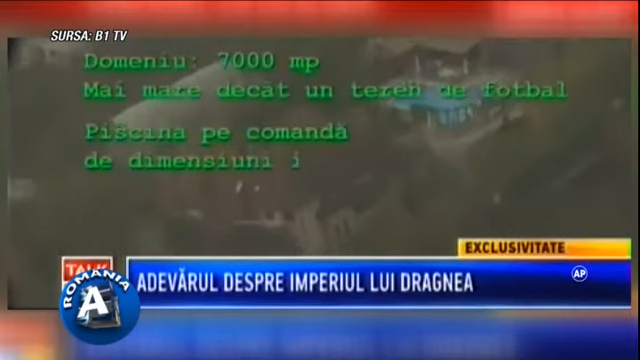 SURSA: B1 TV
Domeniu: 7000 mp
Mai mare decât un teren de fotbal
Piscina pe comandă
de dimensiuni i
EXCLUSIVITATE
TALK
ADEVĂRUL DESPRE IMPERIUL LUI DRAGNEA
AP
ROMÂNIA
A